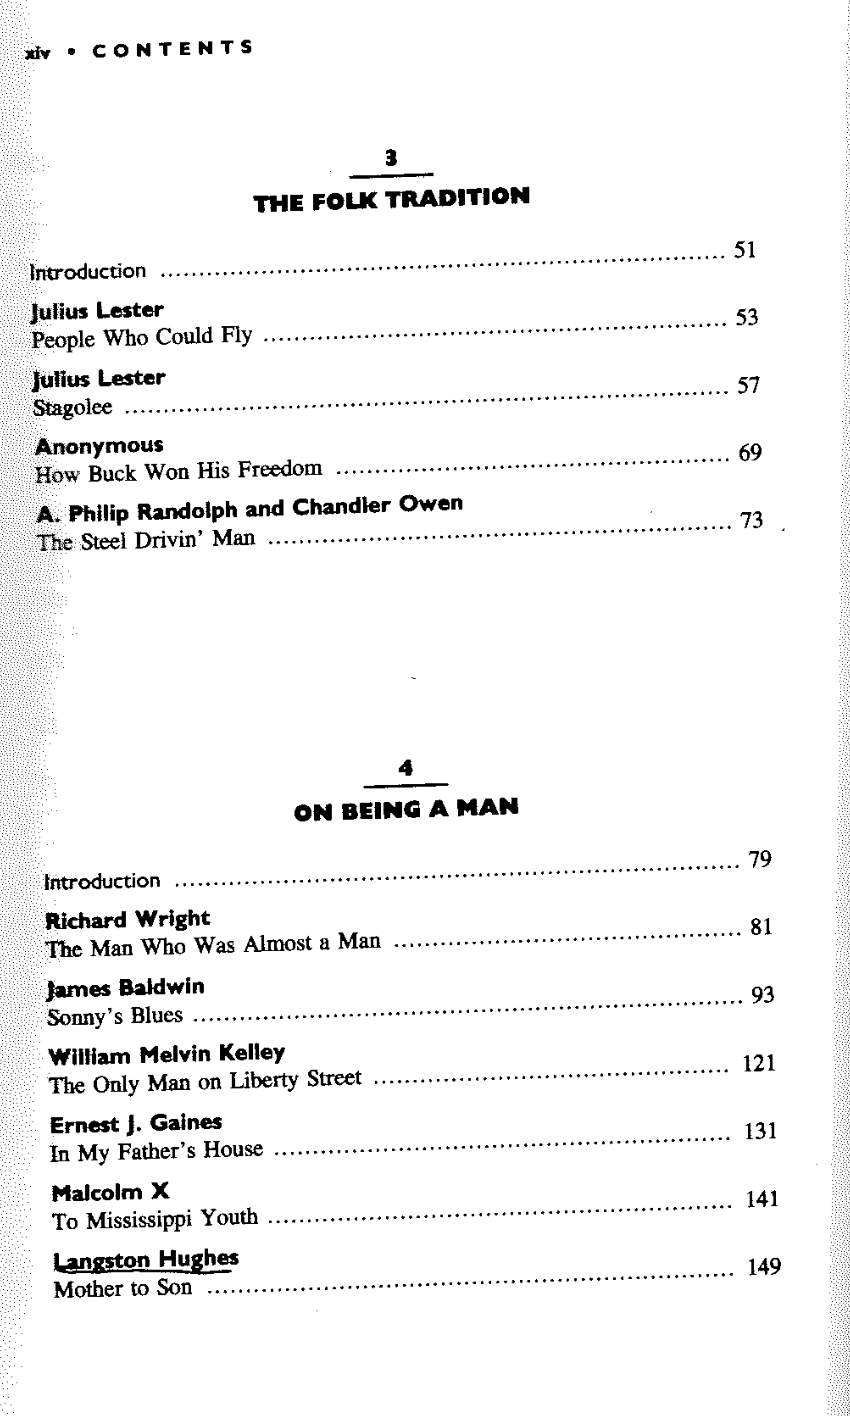 xiv • CONTENTS
3
THE FOLK TRADITION
Introduction ........................................................................ 51
Julius Lester
People Who Could Fly ........................................................... 53
Julius Lester
Stagolee ............................................................................. 57
Anonymous
How Buck Won His Freedom .................................................. 69
A. Philip Randolph and Chandler Owen
The Steel Drivin' Man ........................................................... 73
4
ON BEING A MAN
Introduction ........................................................................ 79
Richard Wright
The Man Who Was Almost a Man ............................................ 81
James Baldwin
Sonny's Blues ...................................................................... 93
William Melvin Kelley
The Only Man on Liberty Street ............................................. 121
Ernest J. Gaines
In My Father's House ........................................................... 131
Malcolm X
To Mississippi Youth ............................................................ 141
Langston Hughes
Mother to Son .................................................................... 149